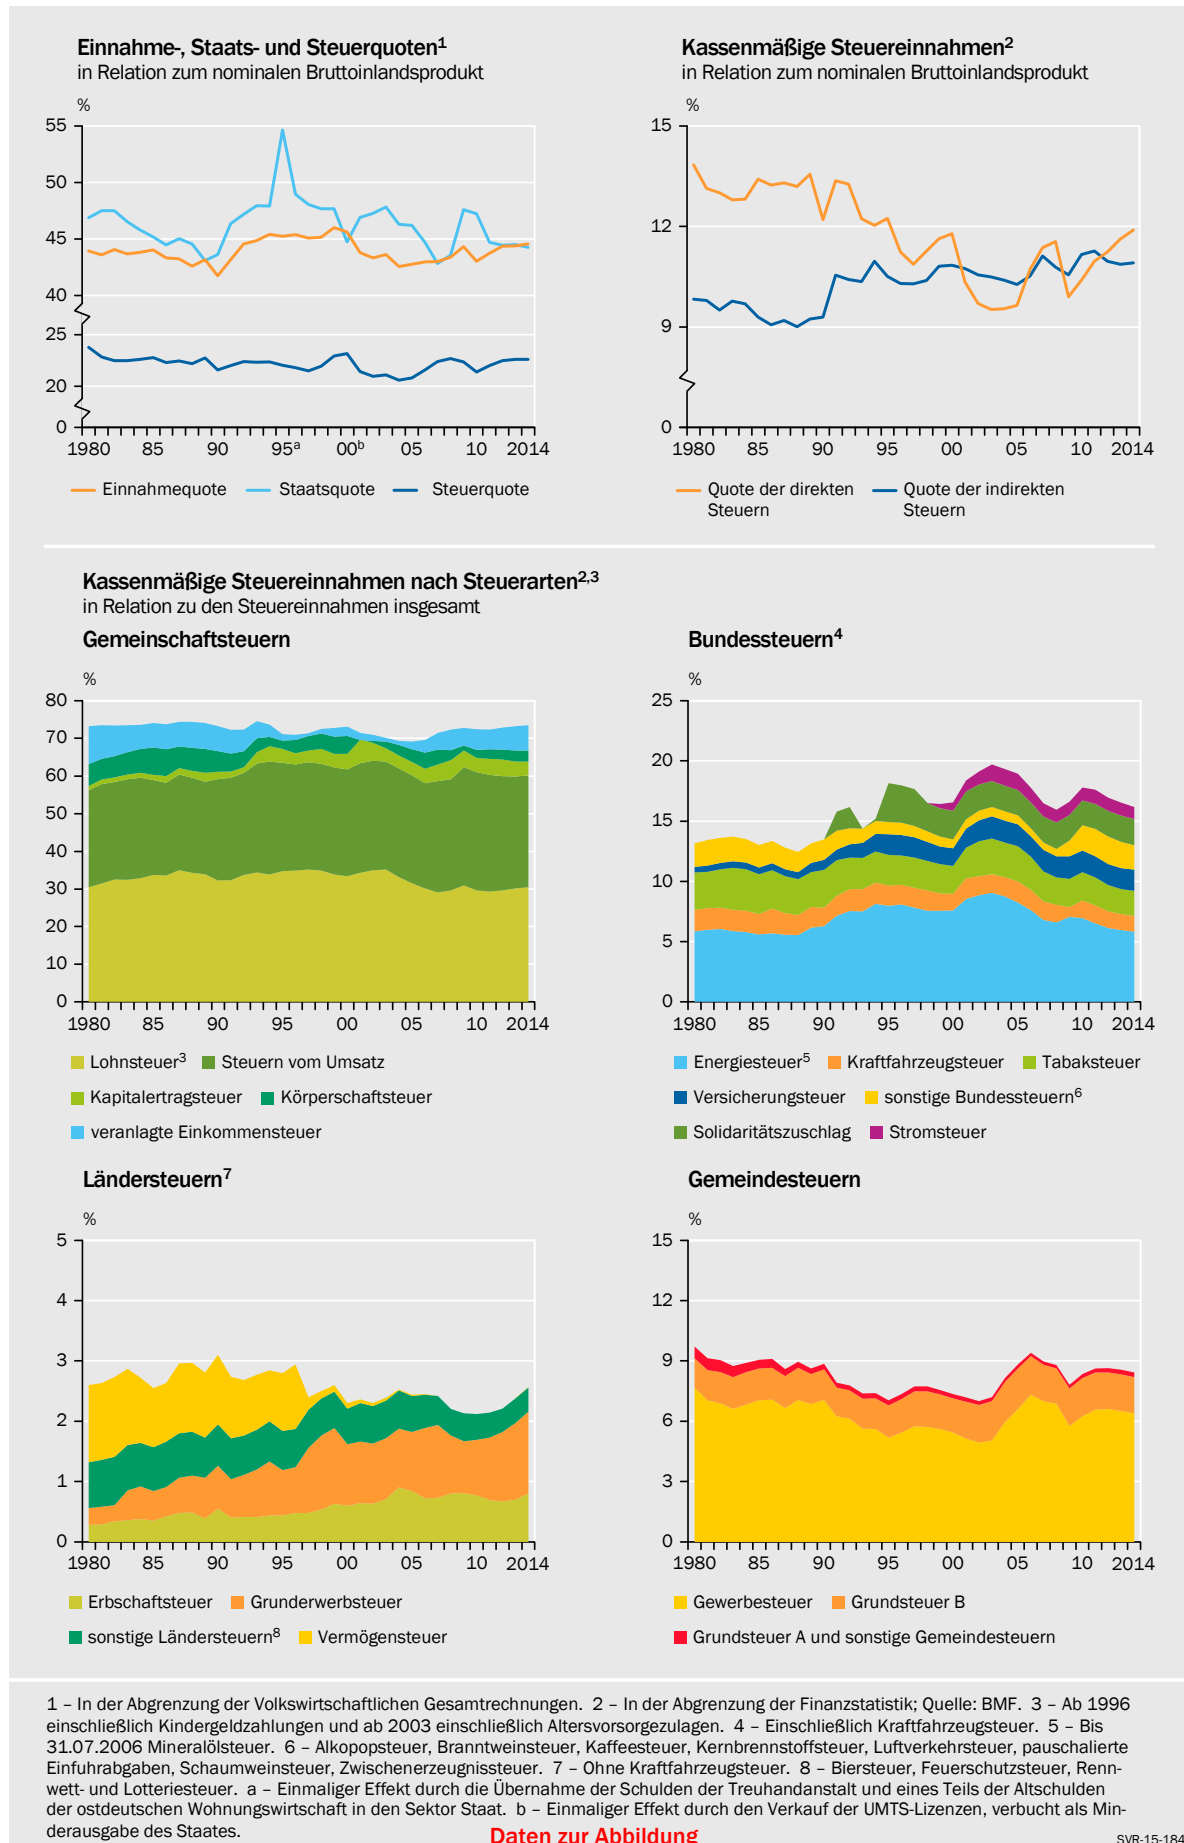 Einnahme-, Staats- und Steuerquoten¹
in Relation zum nominalen Bruttoinlandsprodukt
%
55
50
45
40
25
20
0
1980 85 90 95ᵃ 00ᵇ 05 10 2014
Einnahmequote Staatsquote Steuerquote
Kassenmäßige Steuereinnahmen²
in Relation zum nominalen Bruttoinlandsprodukt
%
15
12
9
0
1980 85 90 95 00 05 10 2014
Quote der direkten Steuern
Quote der indirekten Steuern
Kassenmäßige Steuereinnahmen nach Steuerarten²,³
in Relation zu den Steuereinnahmen insgesamt
Gemeinschaftsteuern
%
80
70
60
50
40
30
20
10
0
1980 85 90 95 00 05 10 2014
Lohnsteuer³ Steuern vom Umsatz
Kapitalertragsteuer Körperschaftsteuer
veranlagte Einkommensteuer
Bundessteuern⁴
%
25
20
15
10
5
0
1980 85 90 95 00 05 10 2014
Energiesteuer⁵ Kraftfahrzeugsteuer Tabaksteuer
Versicherungsteuer sonstige Bundessteuern⁶
Solidaritätszuschlag Stromsteuer
Ländersteuern⁷
%
5
4
3
2
1
0
1980 85 90 95 00 05 10 2014
Erbschaftsteuer Grunderwerbsteuer
sonstige Ländersteuern⁸ Vermögensteuer
Gemeindesteuern
%
15
12
9
6
3
0
1980 85 90 95 00 05 10 2014
Gewerbesteuer Grundsteuer B
Grundsteuer A und sonstige Gemeindesteuern
1 – In der Abgrenzung der Volkswirtschaftlichen Gesamtrechnungen. 2 – In der Abgrenzung der Finanzstatistik; Quelle: BMF. 3 – Ab 1996
einschließlich Kindergeldzahlungen und ab 2003 einschließlich Altersvorsorgezulagen. 4 – Einschließlich Kraftfahrzeugsteuer. 5 – Bis
31.07.2006 Mineralölsteuer. 6 – Alkopopsteuer, Branntweinsteuer, Kaffeesteuer, Kernbrennstoffsteuer, Luftverkehrsteuer, pauschalierte
Einfuhrabgaben, Schaumweinsteuer, Zwischenerzeugnissteuer. 7 – Ohne Kraftfahrzeugsteuer. 8 – Biersteuer, Feuerschutzsteuer, Renn-
wett- und Lotteriesteuer. a – Einmaliger Effekt durch die Übernahme der Schulden der Treuhandanstalt und eines Teils der Altschulden
der ostdeutschen Wohnungswirtschaft in den Sektor Staat. b – Einmaliger Effekt durch den Verkauf der UMTS-Lizenzen, verbucht als Min-
derausgabe des Staates.
Daten zur Abbildung
SVR-15-184